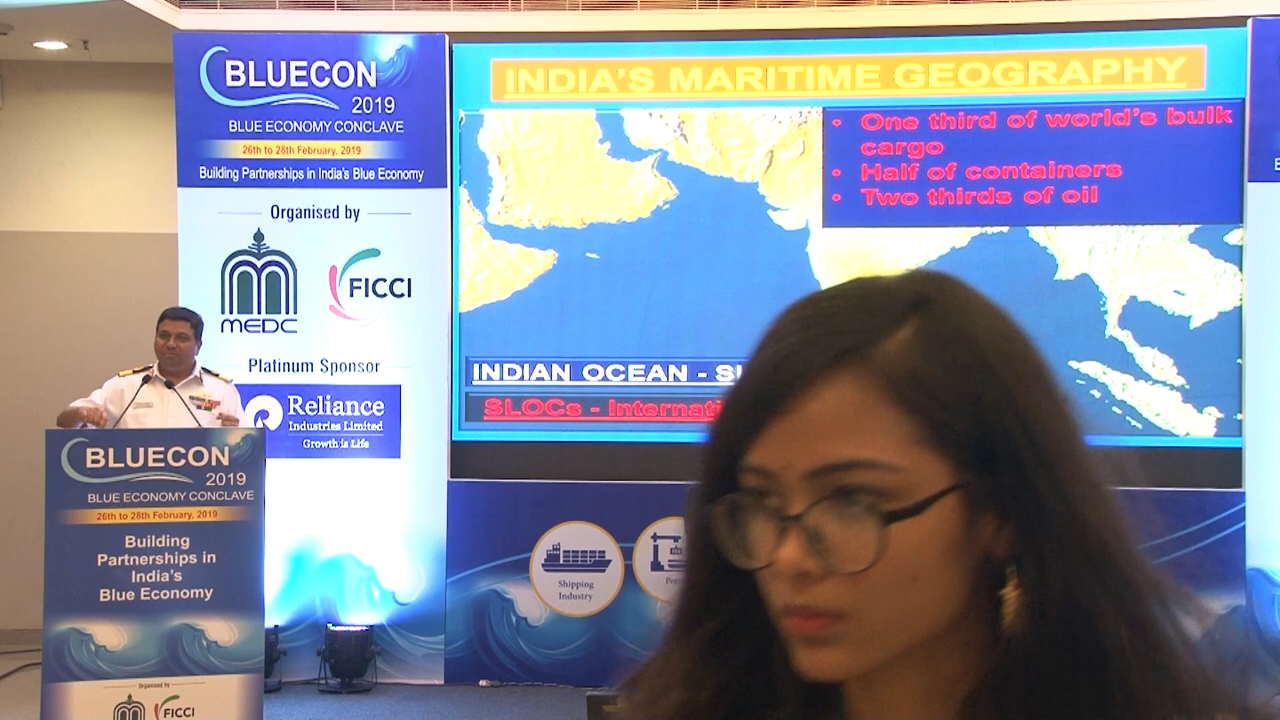 BLUECON
2019
BLUE ECONOMY CONCLAVE
26th to 28th February, 2019
Building Partnerships in India's Blue Economy
Organised by
MEDC
FICCI
Platinum Sponsor
Reliance
Industries Limited
Growth is Life
INDIA'S MARITIME GEOGRAPHY
• One third of world's bulk
cargo
• Half of containers
• Two thirds of oil
INDIAN OCEAN -
SLOCs -
Shipping
Industry
BLUECON
2019
BLUE ECONOMY CONCLAVE
26th to 28th February, 2019
Building
Partnerships in
India's
Blue Economy
Organised by
FICCI